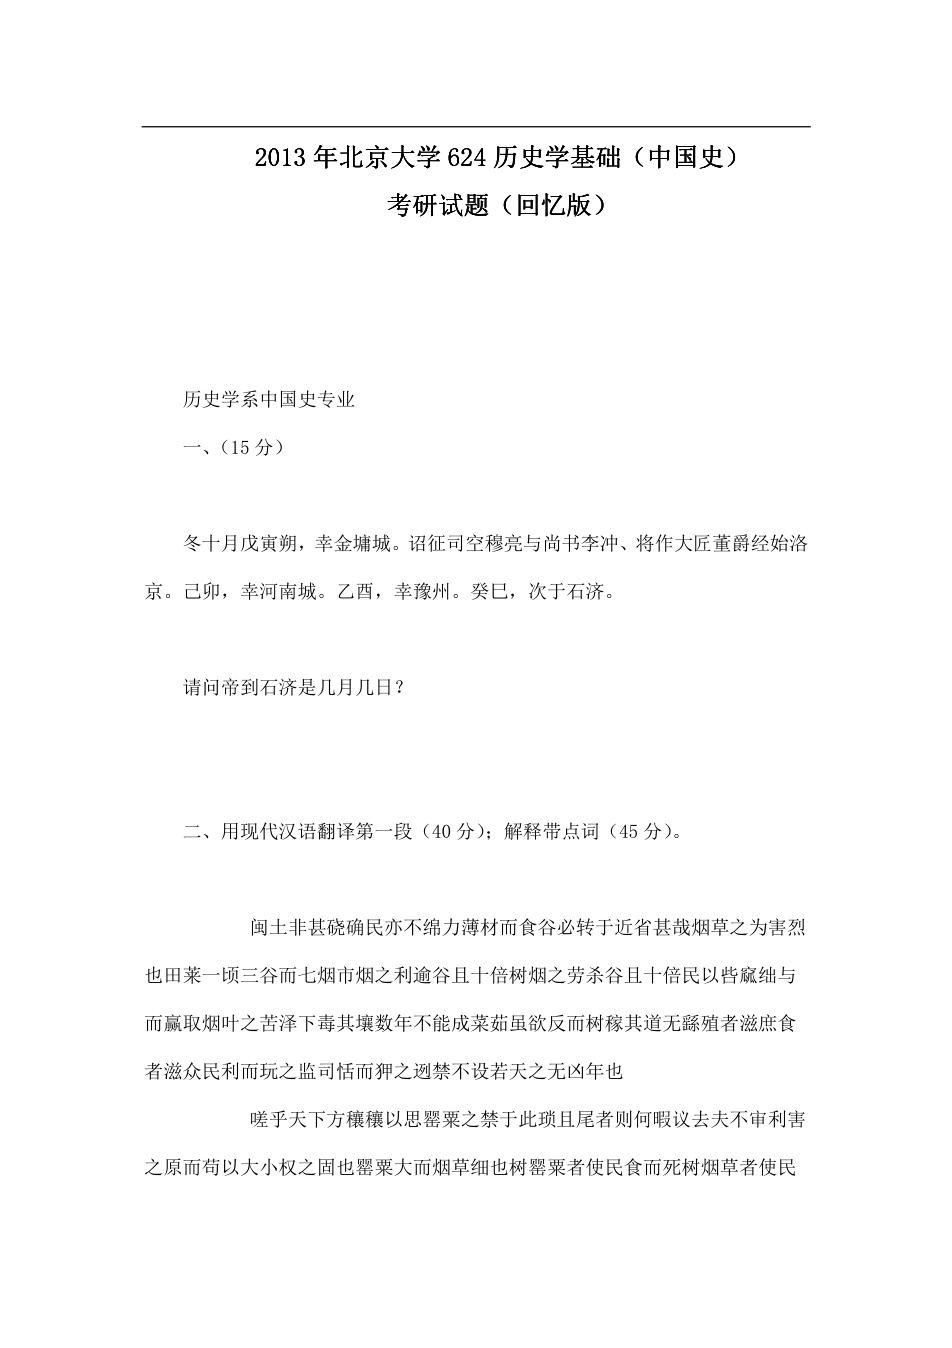 2013 年北京大学 624 历史学基础（中国史）
考研试题（回忆版）
历史学系中国史专业
一、（15 分）
冬十月戊寅朔，幸金墉城。诏征司空穆亮与尚书李冲、将作大匠董爵经始洛
京。己卯，幸河南城。乙酉，幸豫州。癸巳，次于石济。
请问帝到石济是几月几日？
二、用现代汉语翻译第一段（40 分）；解释带点词（45 分）。
闽土非甚硗确民亦不绵力薄材而食谷必转于近省甚哉烟草之为害烈
也田莱一顷三谷而七烟市烟之利逾谷且十倍树烟之劳杀谷且十倍民以呰窳绌与
而赢取烟叶之苦泽下毒其壤数年不能成菜茹虽欲反而树稼其道无繇殖者滋庶食
者滋众民利而玩之监司恬而狎之迾禁不设若天之无凶年也
嗟乎天下方穰穰以思罂粟之禁于此琐且尾者则何暇议去夫不审利害
之原而苟以大小权之固也罂粟大而烟草细也树罂粟者使民食而死树烟草者使民